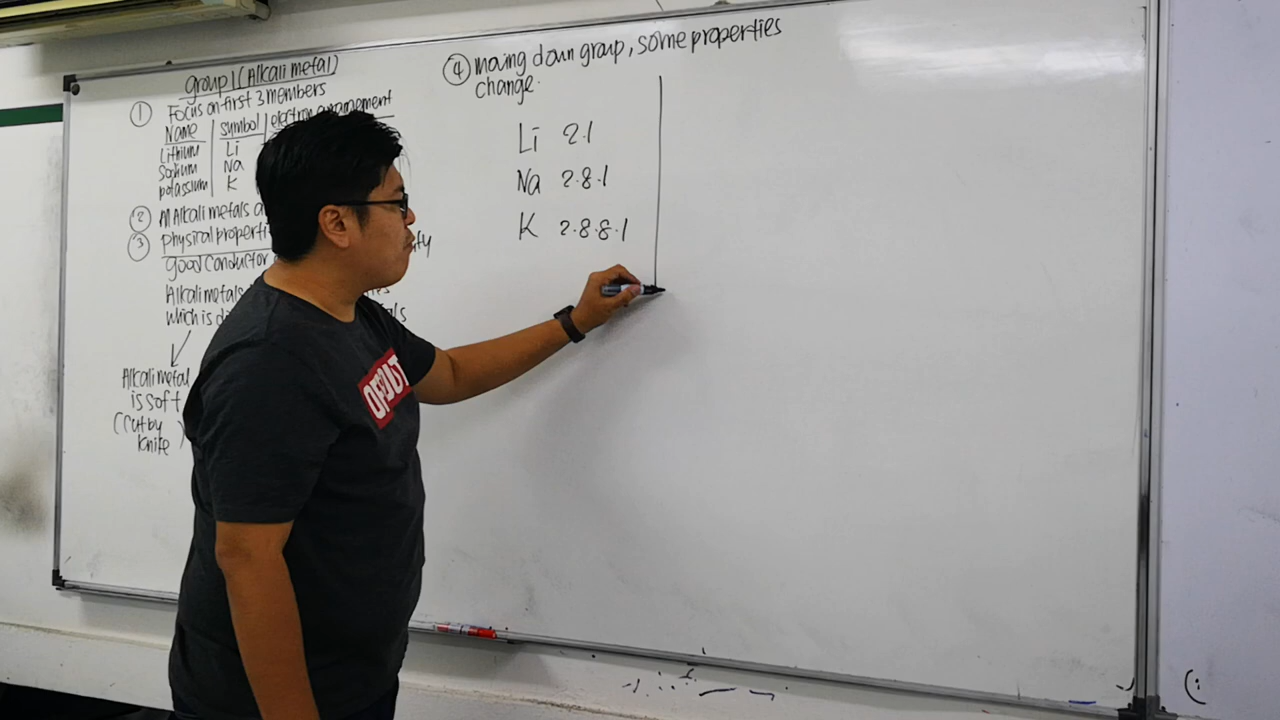 Group 1 (Alkali metal)
① Focus on first 3 members
Name | symbol | electron arrangement
Lithium | Li
Sodium | Na
potassium | K
② All Alkali metals
③ physical properti
good conductor
Alkali metals
which is di
Alkali metal
is soft
(Cut by
knife)
④ moving down group, some properties
change.
Li 2.1
Na 2.8.1
K 2.8.8.1